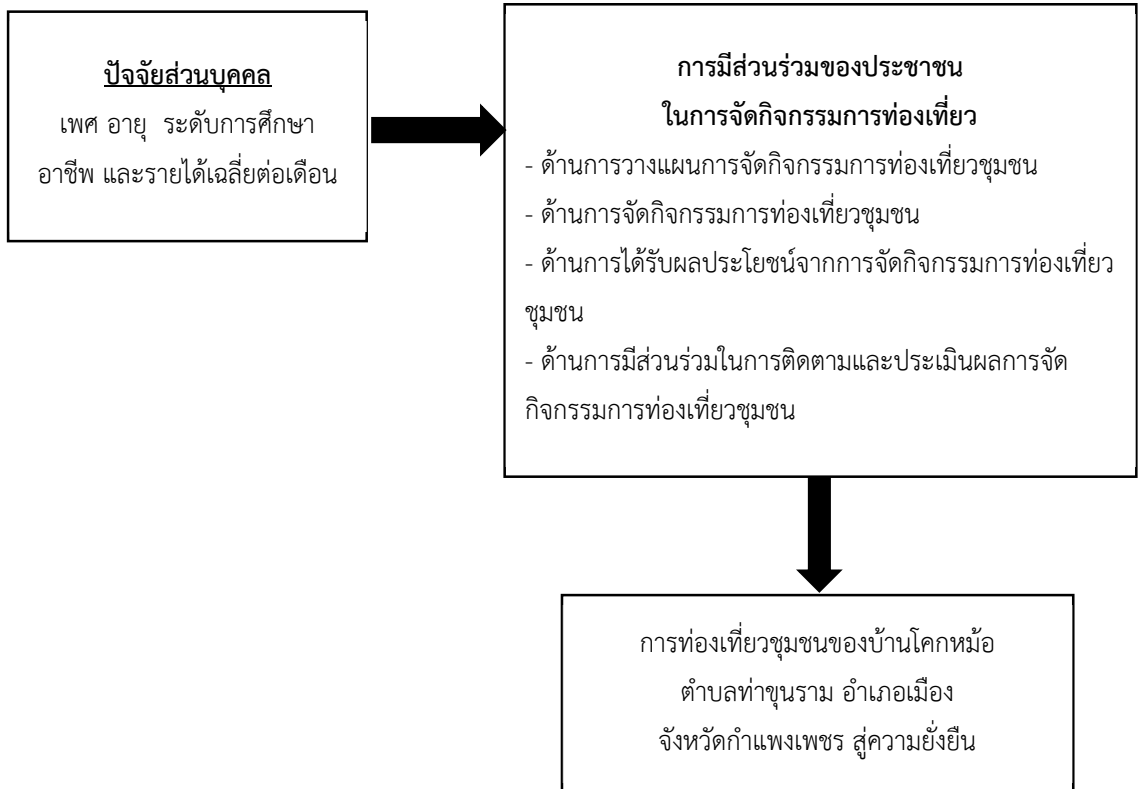 ปัจจัยส่วนบุคคล
เพศ อายุ ระดับการศึกษา
อาชีพ และรายได้เฉลี่ยต่อเดือน
การมีส่วนร่วมของประชาชน
ในการจัดกิจกรรมการท่องเที่ยว
- ด้านการวางแผนการจัดกิจกรรมการท่องเที่ยวชุมชน
- ด้านการจัดกิจกรรมการท่องเที่ยวชุมชน
- ด้านการได้รับผลประโยชน์จากการจัดกิจกรรมการท่องเที่ยว
ชุมชน
- ด้านการมีส่วนร่วมในการติดตามและประเมินผลการจัด
กิจกรรมการท่องเที่ยวชุมชน
การท่องเที่ยวชุมชนของบ้านโคกหม้อ
ตำบลท่าขุนราม อำเภอเมือง
จังหวัดกำแพงเพชร สู่ความยั่งยืน